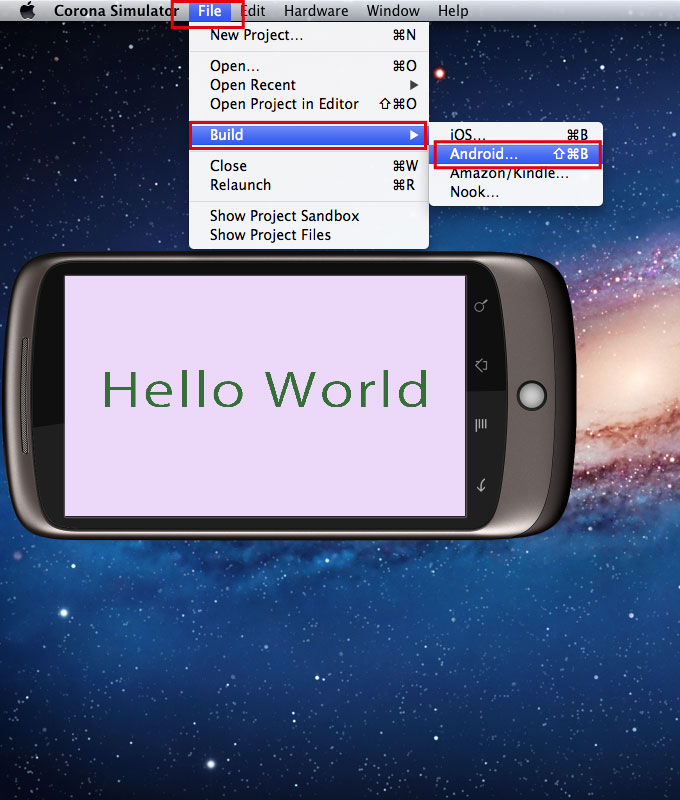 Corona Simulator File Edit Hardware Window Help
New Project... ⌘N
Open... ⌘O
Open Recent ▶
Open Project in Editor ⇧⌘O
Build ▶
iOS... ⌘B
Android... ⇧⌘B
Amazon/Kindle...
Nook...
Close ⌘W
Relaunch ⌘R
Show Project Sandbox
Show Project Files
Hello World